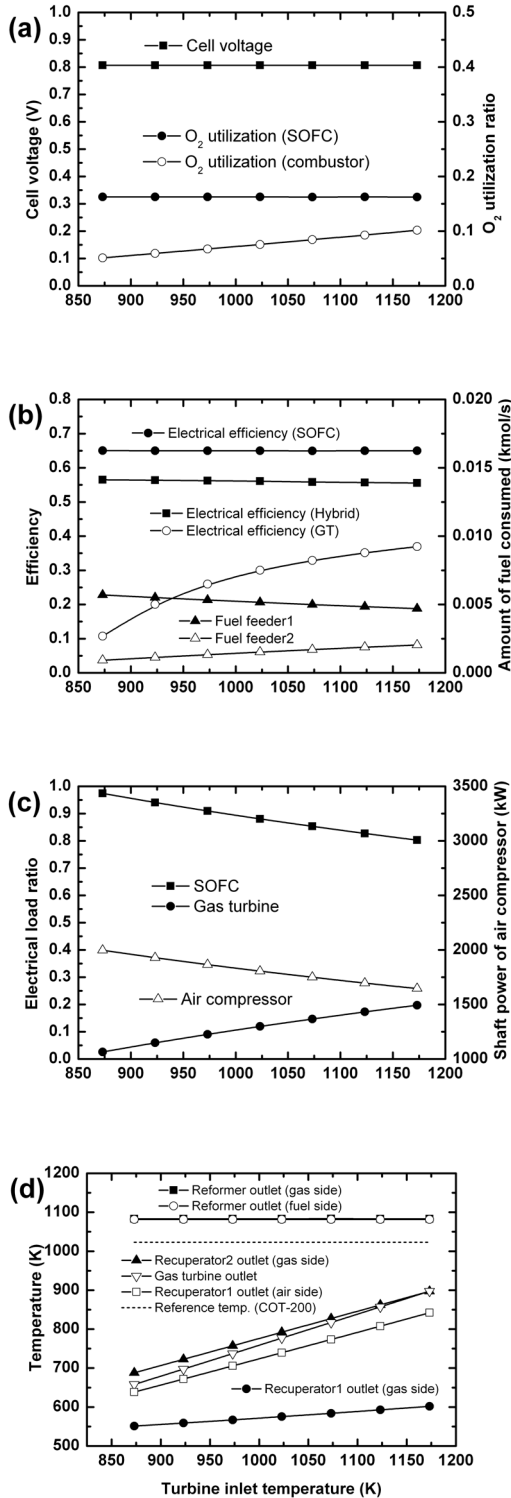 (a)
Cell voltage
O2 utilization (SOFC)
O2 utilization (combustor)
Cell voltage (V)
O2 utilization ratio
1.0
0.9
0.8
0.7
0.6
0.5
0.4
0.3
0.2
0.1
0.0
0.5
0.4
0.3
0.2
0.1
0.0
850 900 950 1000 1050 1100 1150 1200
(b)
Electrical efficiency (SOFC)
Electrical efficiency (Hybrid)
Electrical efficiency (GT)
Fuel feeder1
Fuel feeder2
Efficiency
Amount of fuel consumed (kmol/s)
0.8
0.7
0.6
0.5
0.4
0.3
0.2
0.1
0.0
0.020
0.015
0.010
0.005
0.000
850 900 950 1000 1050 1100 1150 1200
(c)
SOFC
Gas turbine
Air compressor
Electrical load ratio
Shaft power of air compressor (kW)
1.0
0.9
0.8
0.7
0.6
0.5
0.4
0.3
0.2
0.1
0.0
3500
3000
2500
2000
1500
1000
850 900 950 1000 1050 1100 1150 1200
(d)
Reformer outlet (gas side)
Reformer outlet (fuel side)
Recuperator2 outlet (gas side)
Gas turbine outlet
Recuperator1 outlet (air side)
Reference temp. (COT-200)
Recuperator1 outlet (gas side)
Temperature (K)
1200
1100
1000
900
800
700
600
500
850 900 950 1000 1050 1100 1150 1200
Turbine inlet temperature (K)